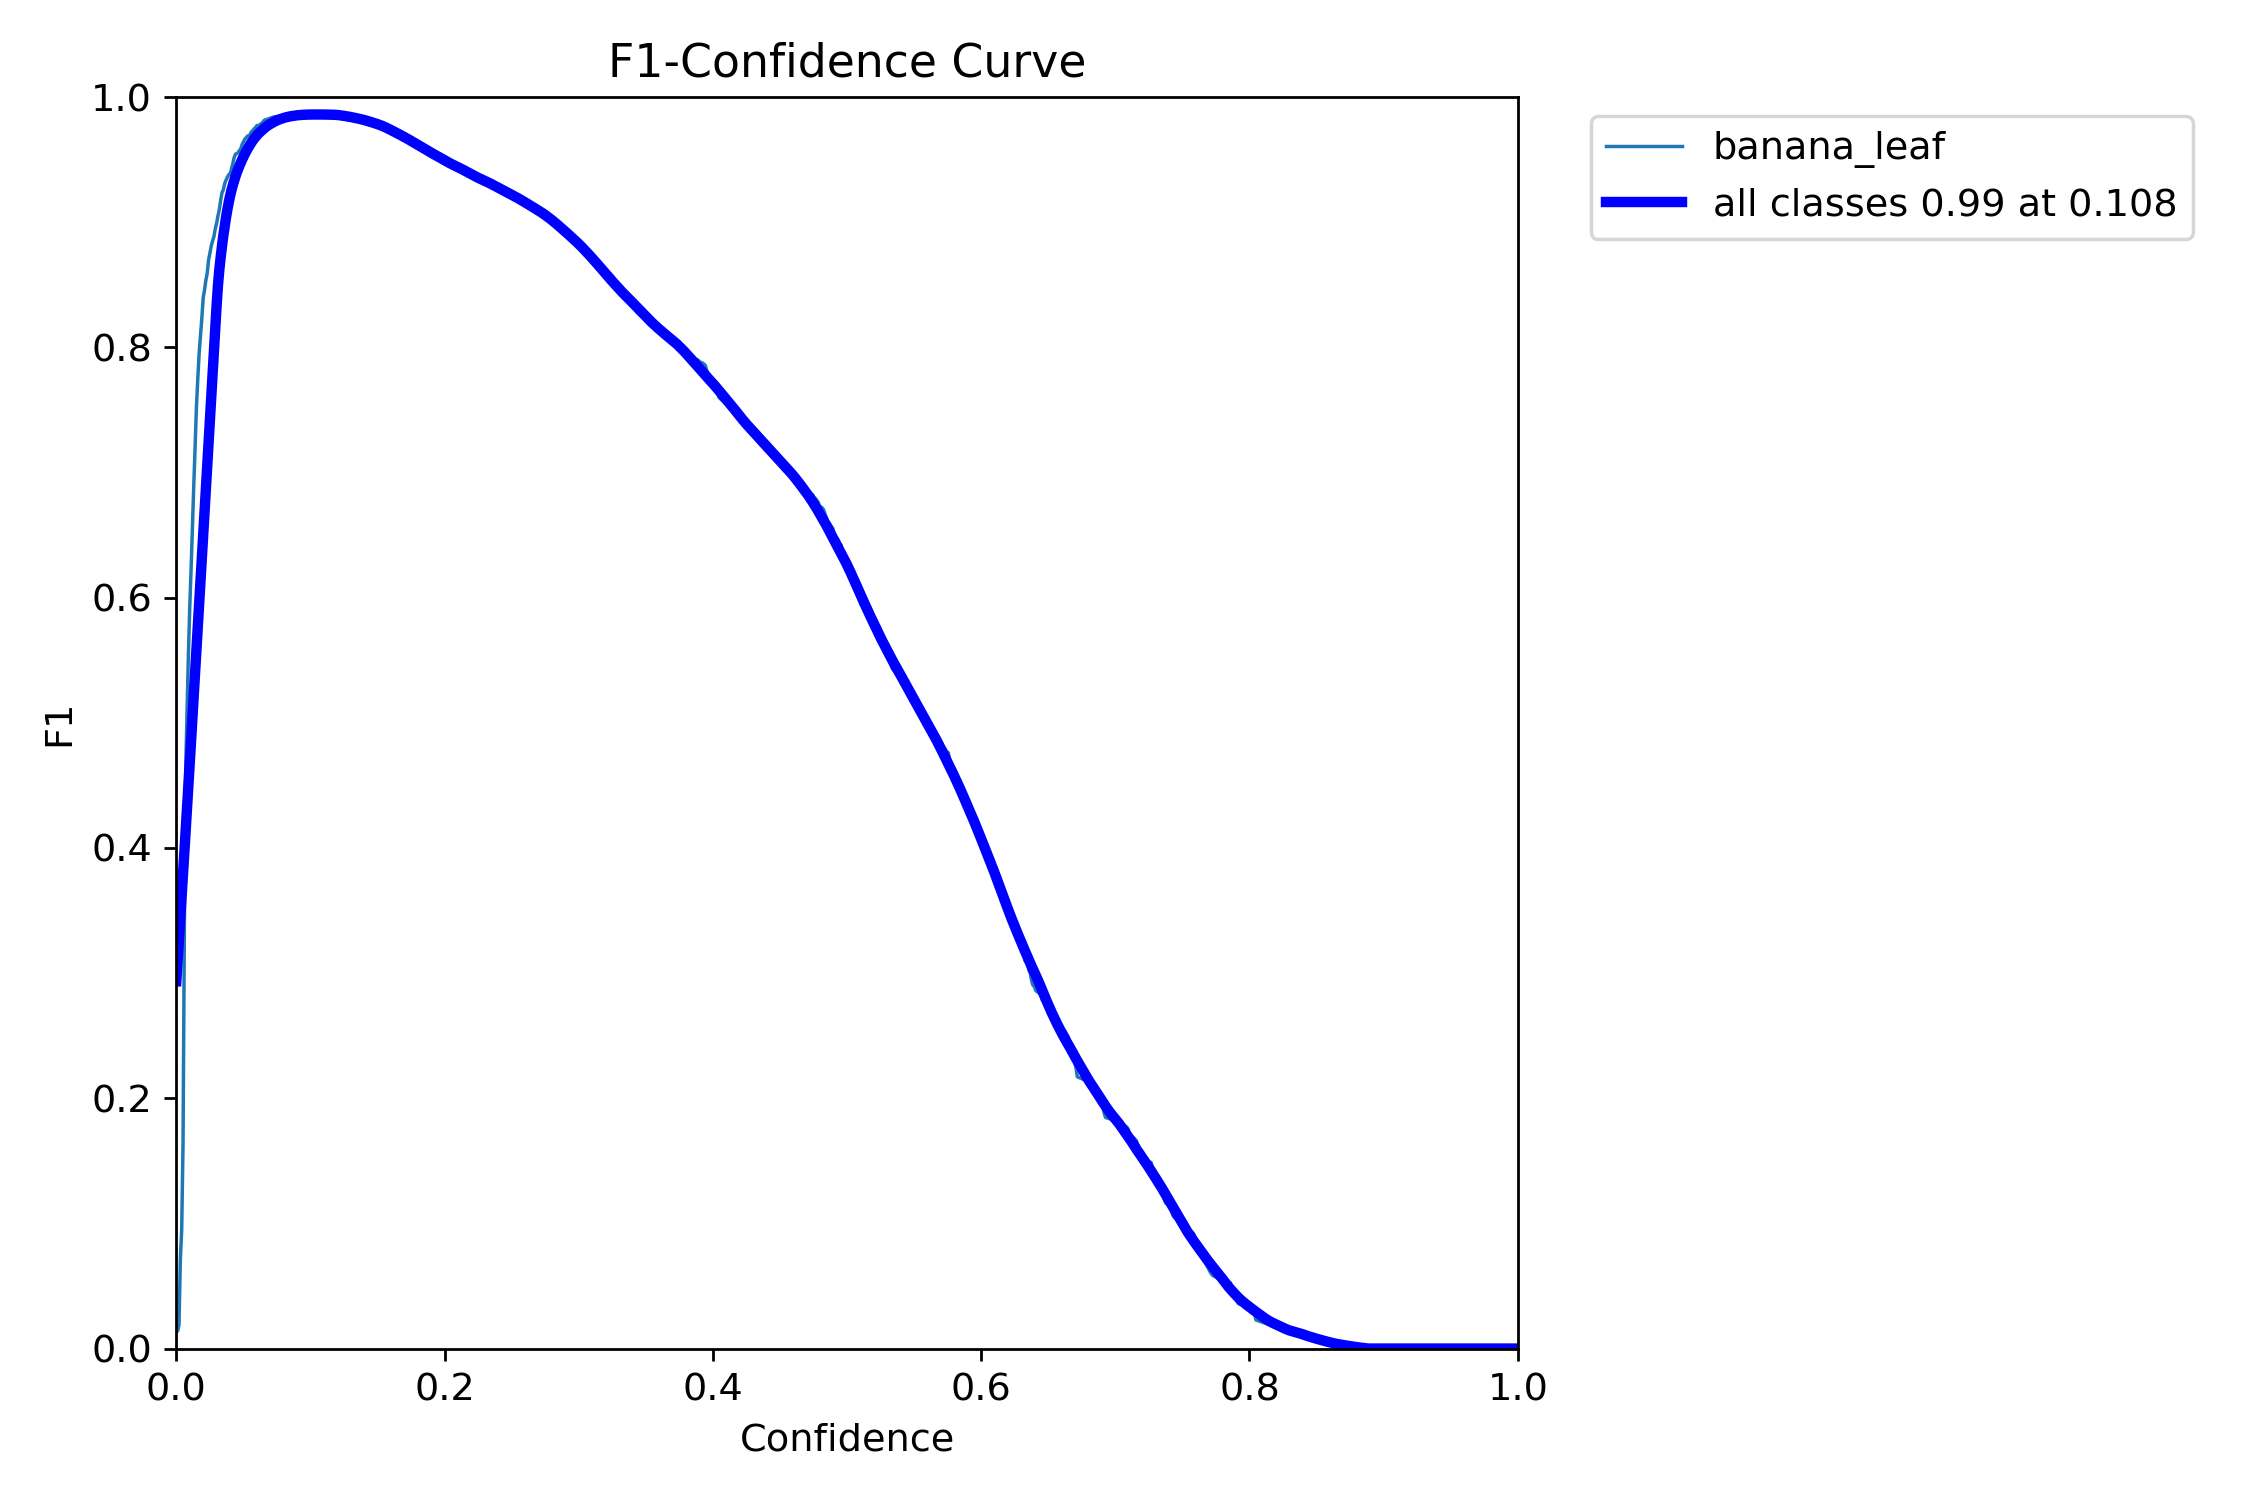 F1-Confidence Curve
banana_leaf
all classes 0.99 at 0.108
1.0
0.8
0.6
0.4
0.2
0.0
F1
0.0 0.2 0.4 0.6 0.8 1.0
Confidence